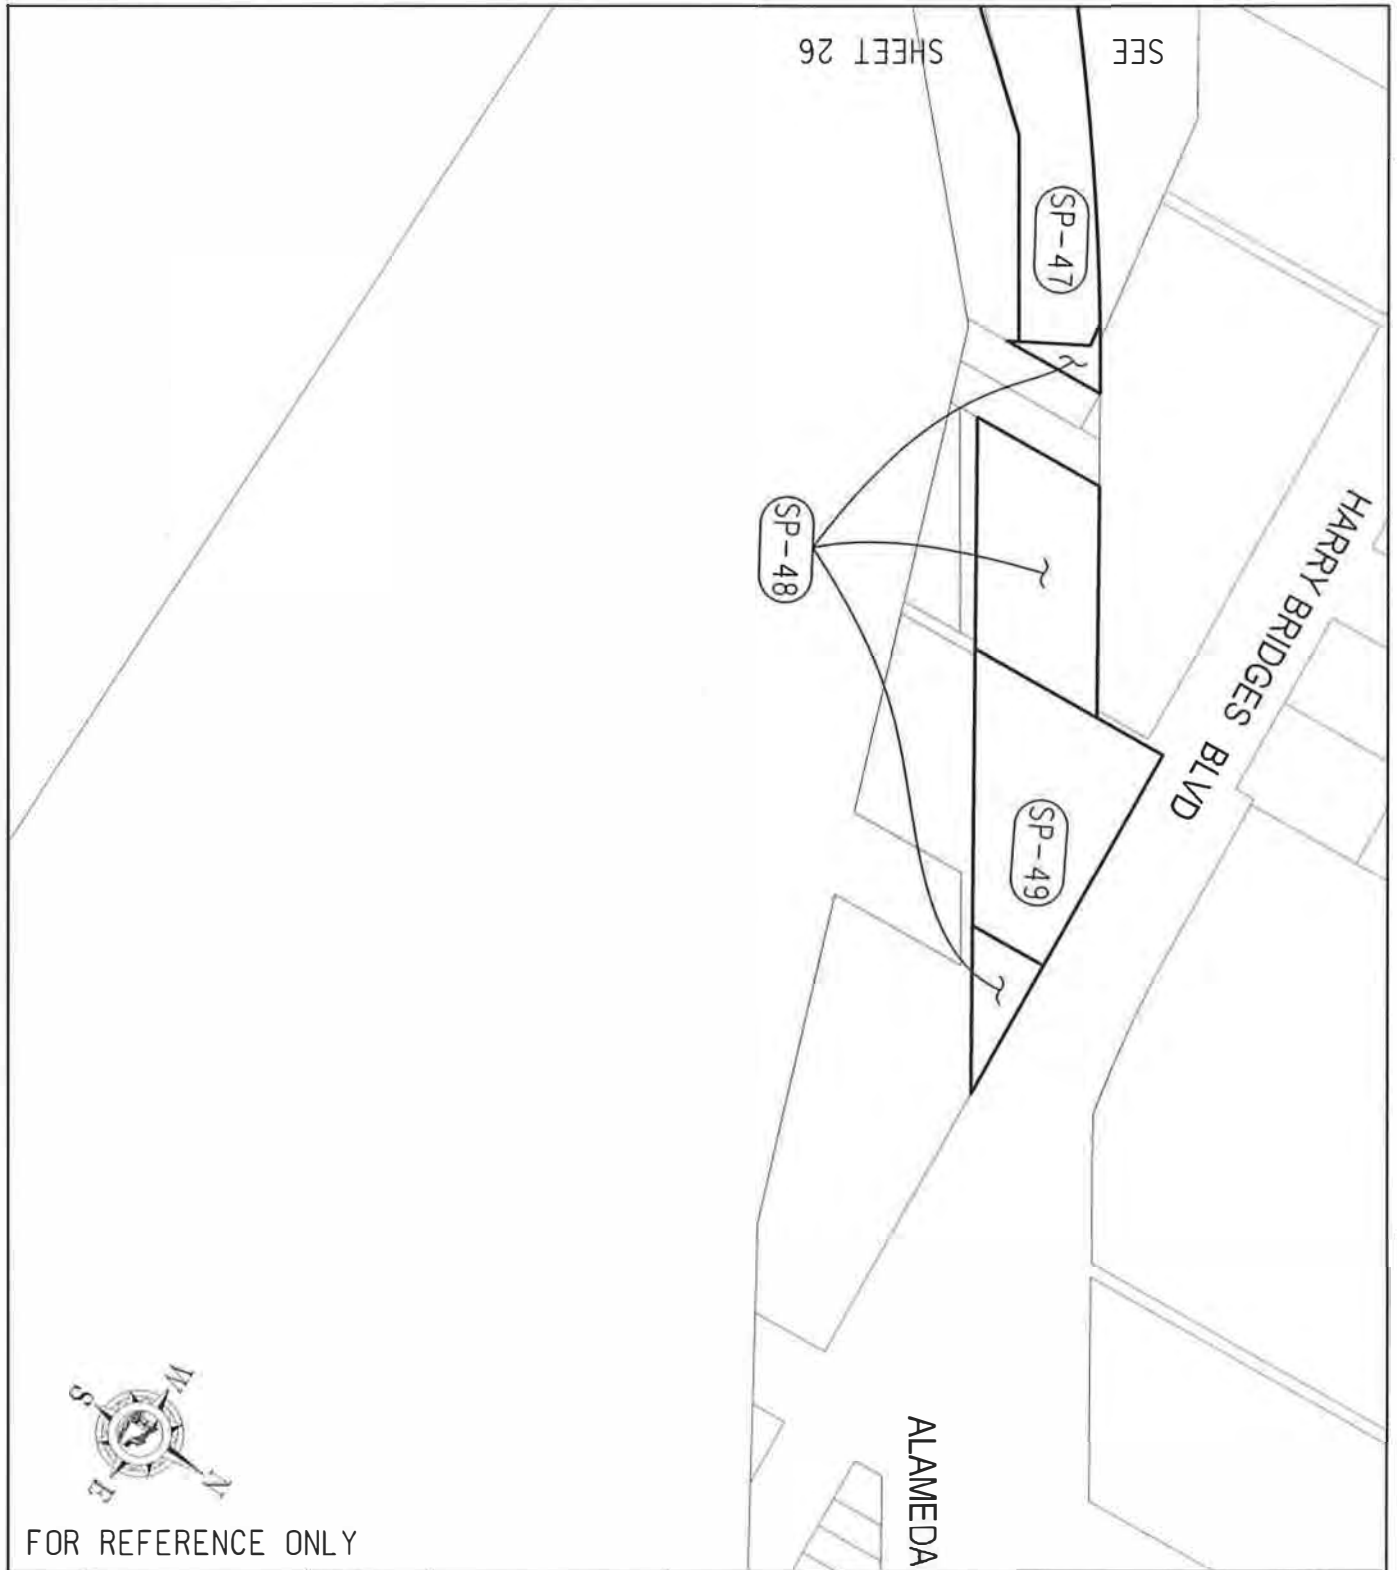 SEE
SHEET 26
SP-47
SP-48
SP-49
HARRY BRIDGES BLVD
ALAMEDA
N
E
S
W
FOR REFERENCE ONLY